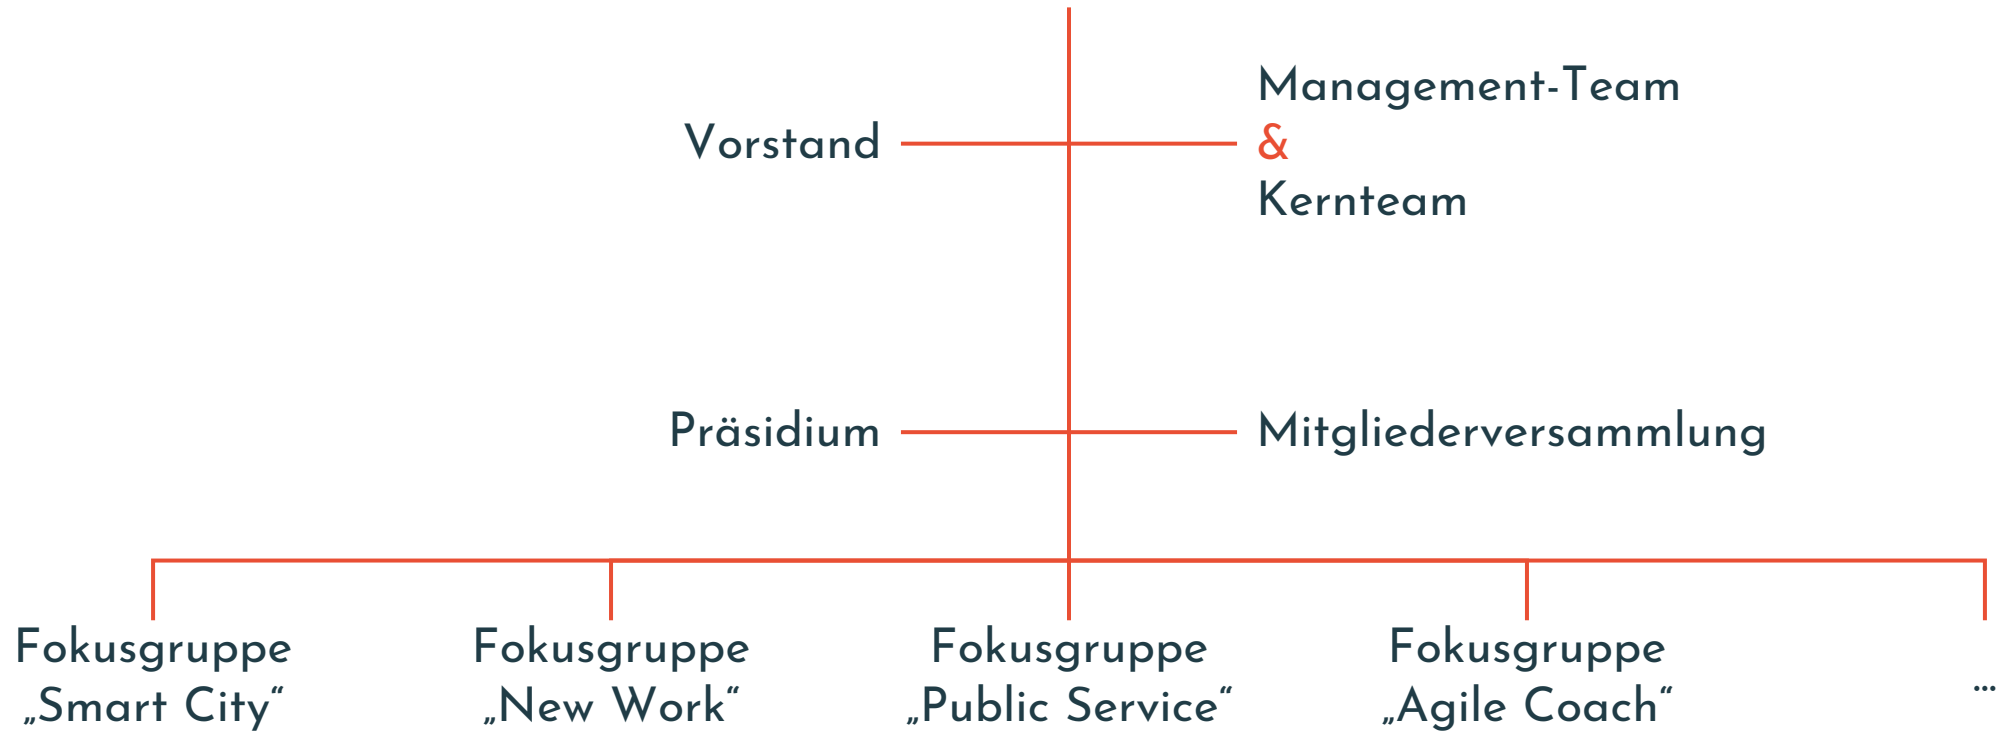 Management-Team
Vorstand
&
Kernteam
Präsidium
Mitgliederversammlung
Fokusgruppe
„Smart City“
Fokusgruppe
„New Work“
Fokusgruppe
„Public Service“
Fokusgruppe
„Agile Coach“
...